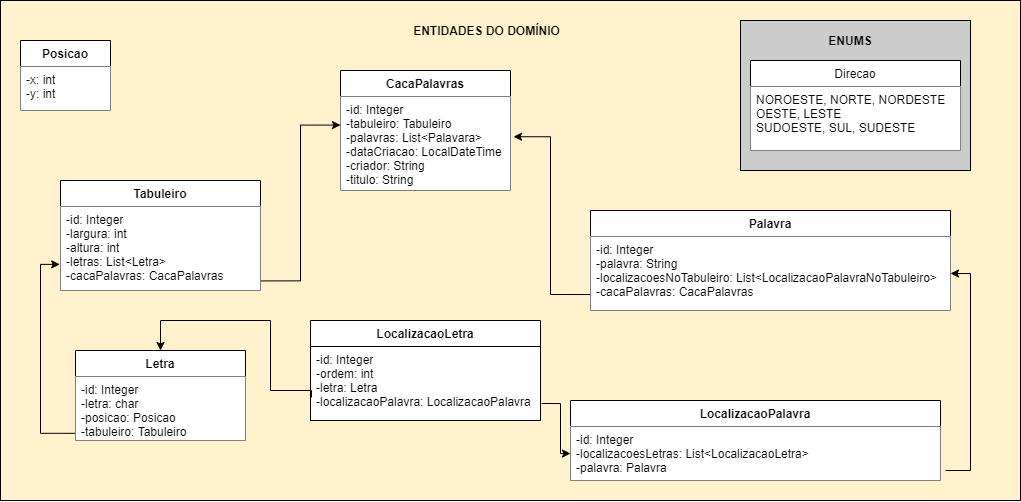 ENTIDADES DO DOMÍNIO
Posicao
-x: int
-y: int
CacaPalavras
-id: Integer
-tabuleiro: Tabuleiro
-palavras: List<Palavara>
-dataCriacao: LocalDateTime
-criador: String
-titulo: String
ENUMS
Direcao
NOROESTE, NORTE, NORDESTE
OESTE, LESTE
SUDOESTE, SUL, SUDESTE
Tabuleiro
-id: Integer
-largura: int
-altura: int
-letras: List<Letra>
-cacaPalavras: CacaPalavras
Palavra
-id: Integer
-palavra: String
-localizacoesNoTabuleiro: List<LocalizacaoPalavraNoTabuleiro>
-cacaPalavras: CacaPalavras
Letra
-id: Integer
-letra: char
-posicao: Posicao
-tabuleiro: Tabuleiro
LocalizacaoLetra
-id: Integer
-ordem: int
-letra: Letra
-localizacaoPalavra: LocalizacaoPalavra
LocalizacaoPalavra
-id: Integer
-localizacoesLetras: List<LocalizacaoLetra>
-palavra: Palavra